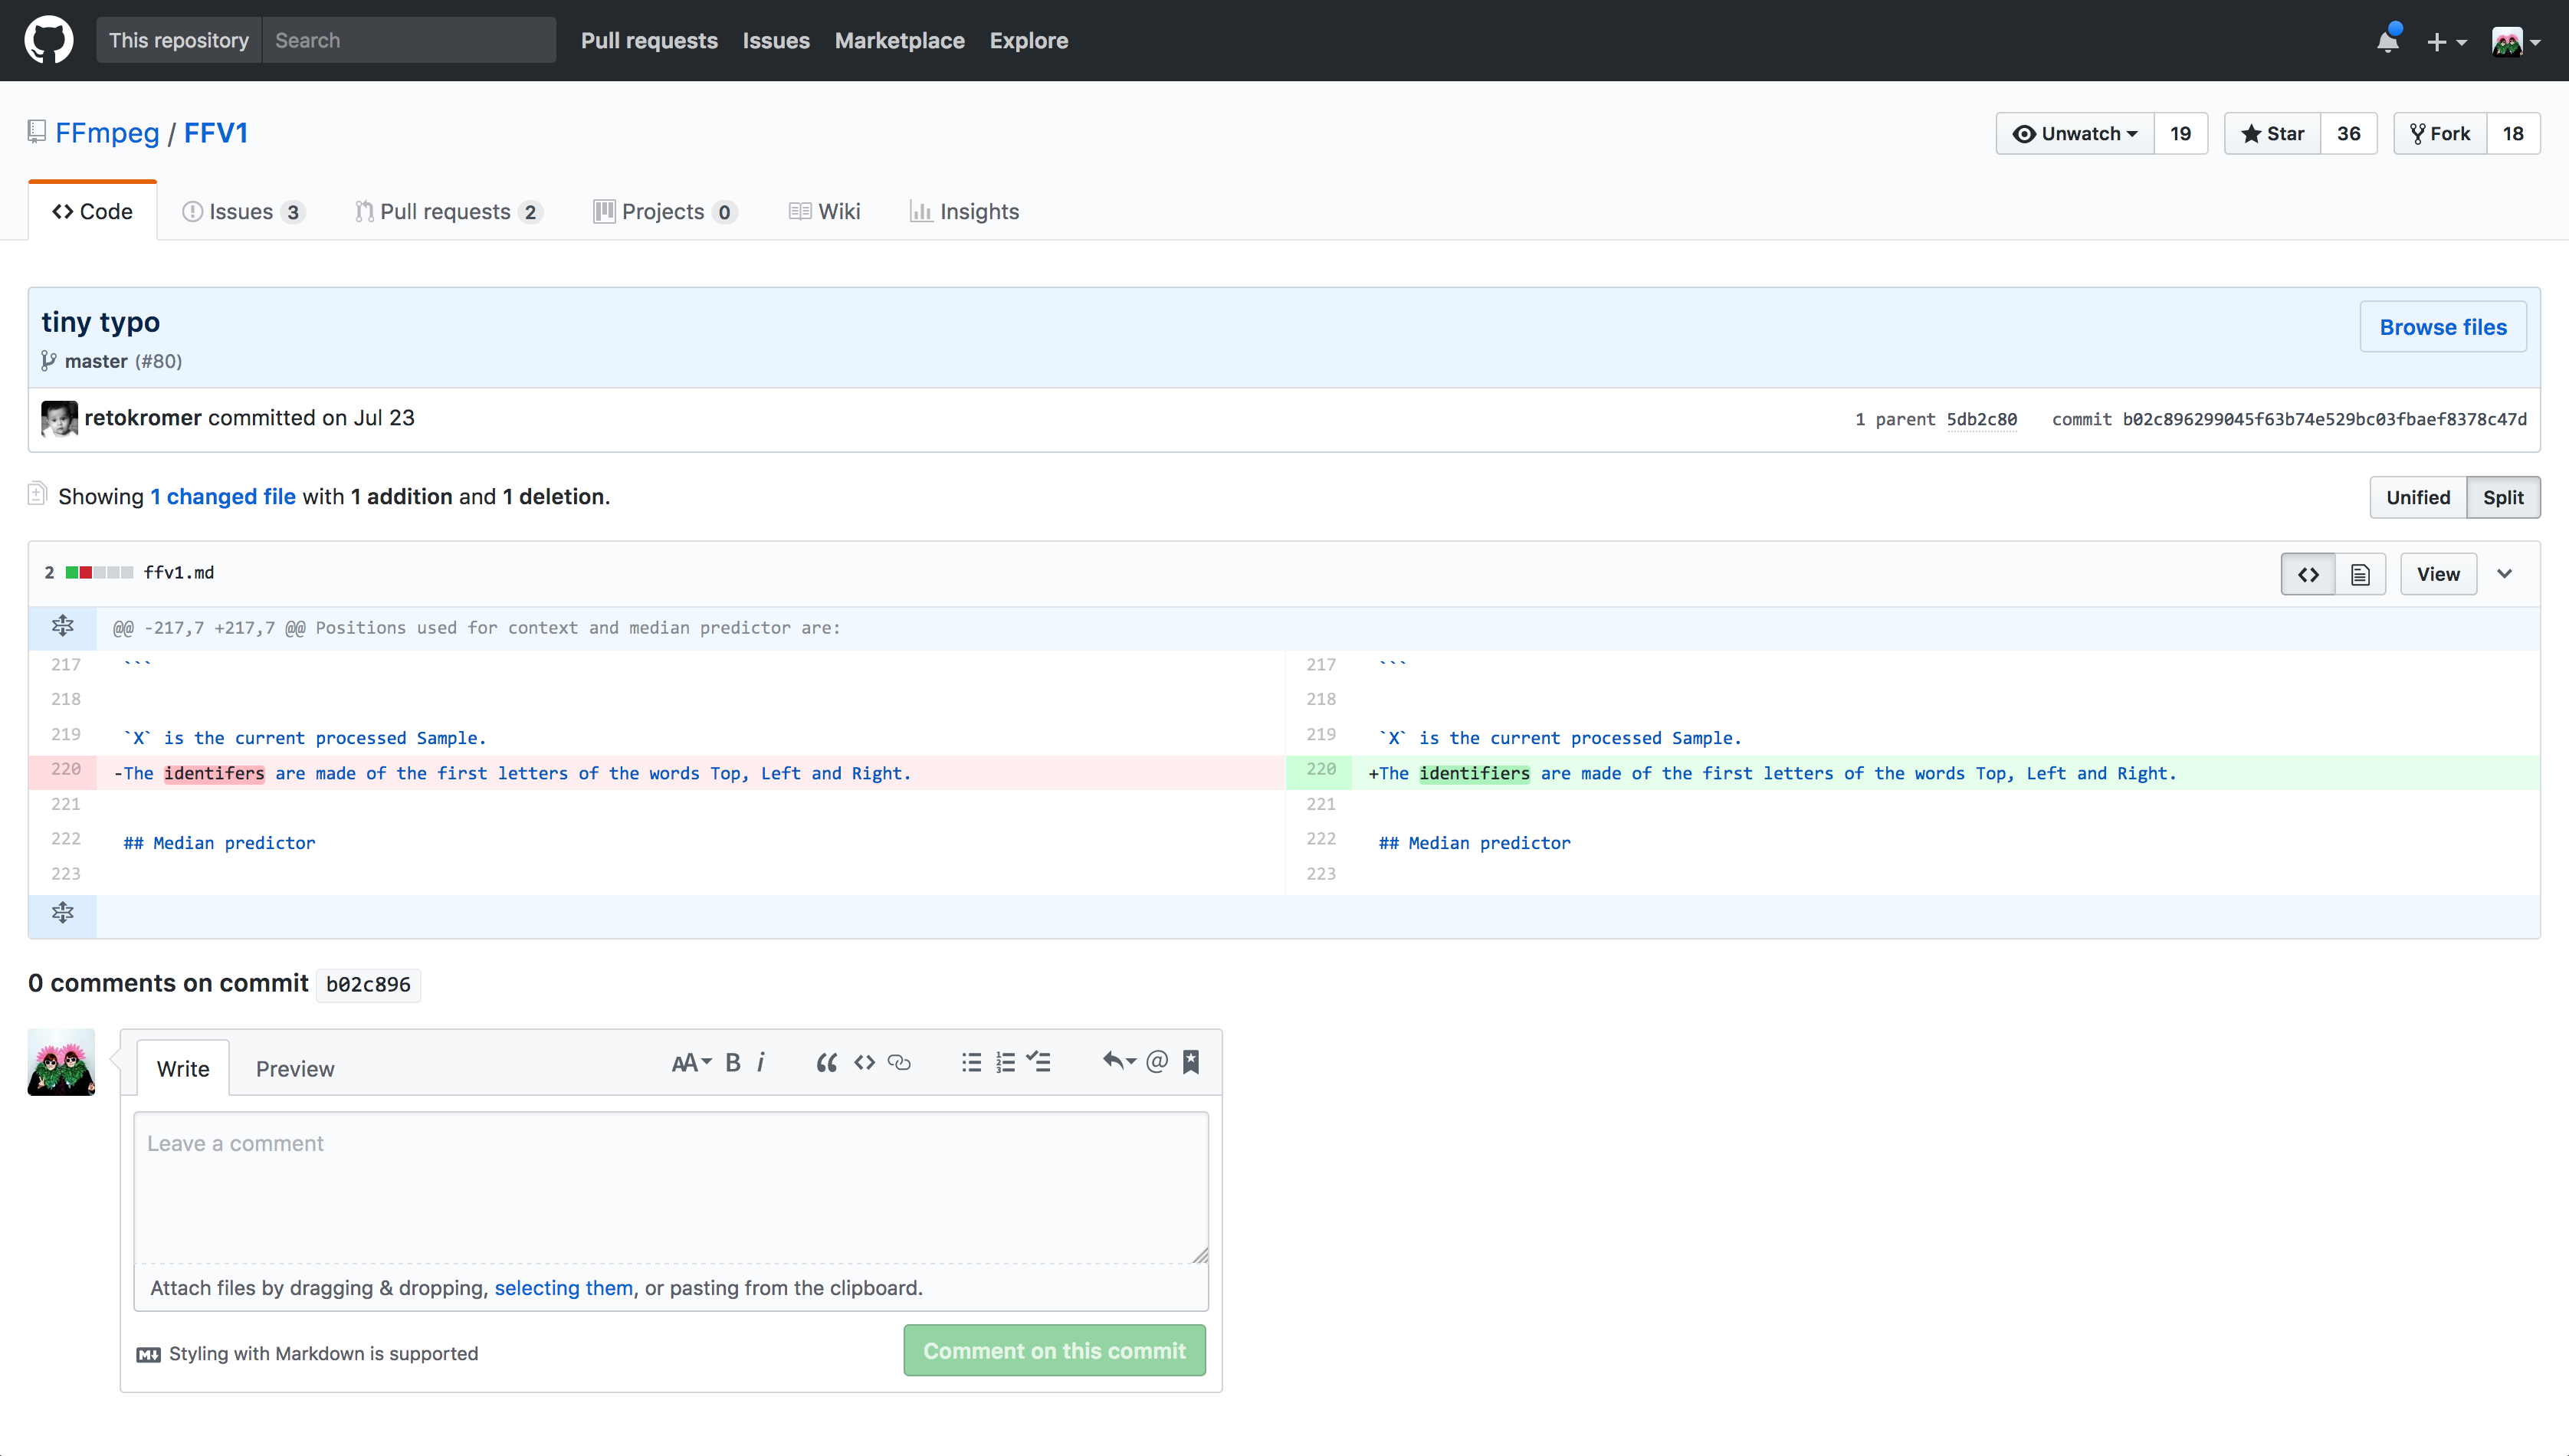 This repository Search Pull requests Issues Marketplace Explore
FFmpeg / FFV1 Unwatch 19 Star 36 Fork 18
Code Issues 3 Pull requests 2 Projects 0 Wiki Insights
tiny typo Browse files
master (#80)
retokromer committed on Jul 23 1 parent 5db2c80 commit b02c896299045f63b74e529bc03fbaef8378c47d
Showing 1 changed file with 1 addition and 1 deletion. Unified Split
2 ffv1.md View
@@ -217,7 +217,7 @@ Positions used for context and median predictor are:
217 ``` 217 ```
218 218
219 `X` is the current processed Sample. 219 `X` is the current processed Sample.
220 -The identifers are made of the first letters of the words Top, Left and Right. 220 +The identifiers are made of the first letters of the words Top, Left and Right.
221 221
222 ## Median predictor 222 ## Median predictor
223 223
0 comments on commit b02c896
Write Preview AA B i @
Leave a comment
Attach files by dragging & dropping, selecting them, or pasting from the clipboard.
Styling with Markdown is supported Comment on this commit